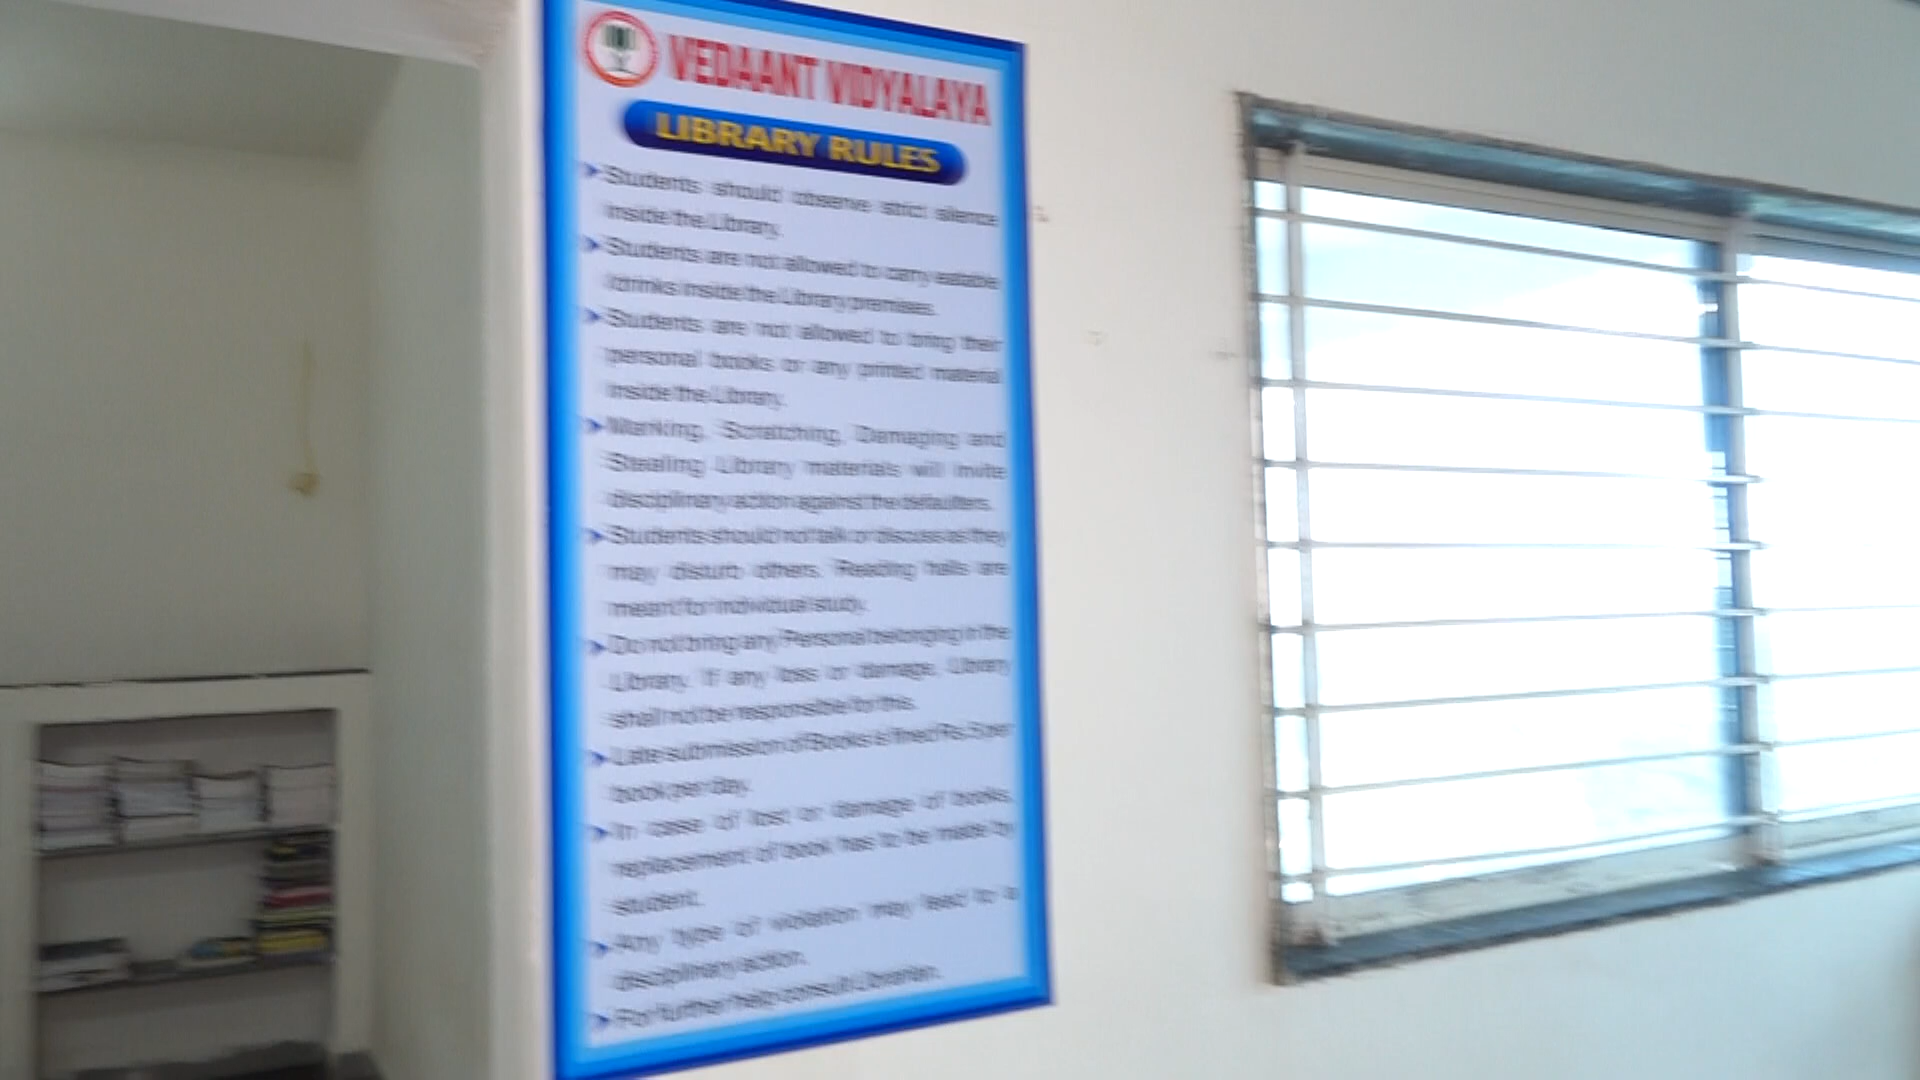 VEDAANT VIDYALAYA
LIBRARY RULES
Students should observe strict silence
inside the Library.
Students are not allowed to carry eatable
/drinks inside the Library premises.
Students are not allowed to bring their
personal books or any printed material
inside the Library.
Marking, Scratching, Damaging and
Stealing Library materials will invite
disciplinary action against the defaulters.
Students should not talk or discuss as they
may disturb others. Reading halls are
meant for individual study.
Do not bring any Personal belonging in the
Library. If any loss or damage, Library
shall not be responsible for this.
Late submission of Books is fined Rs. per
book per day.
In case of lost or damage of books,
replacement of book has to be made by
student.
Any type of violation may lead to a
disciplinary action.
For further help consult Librarian.